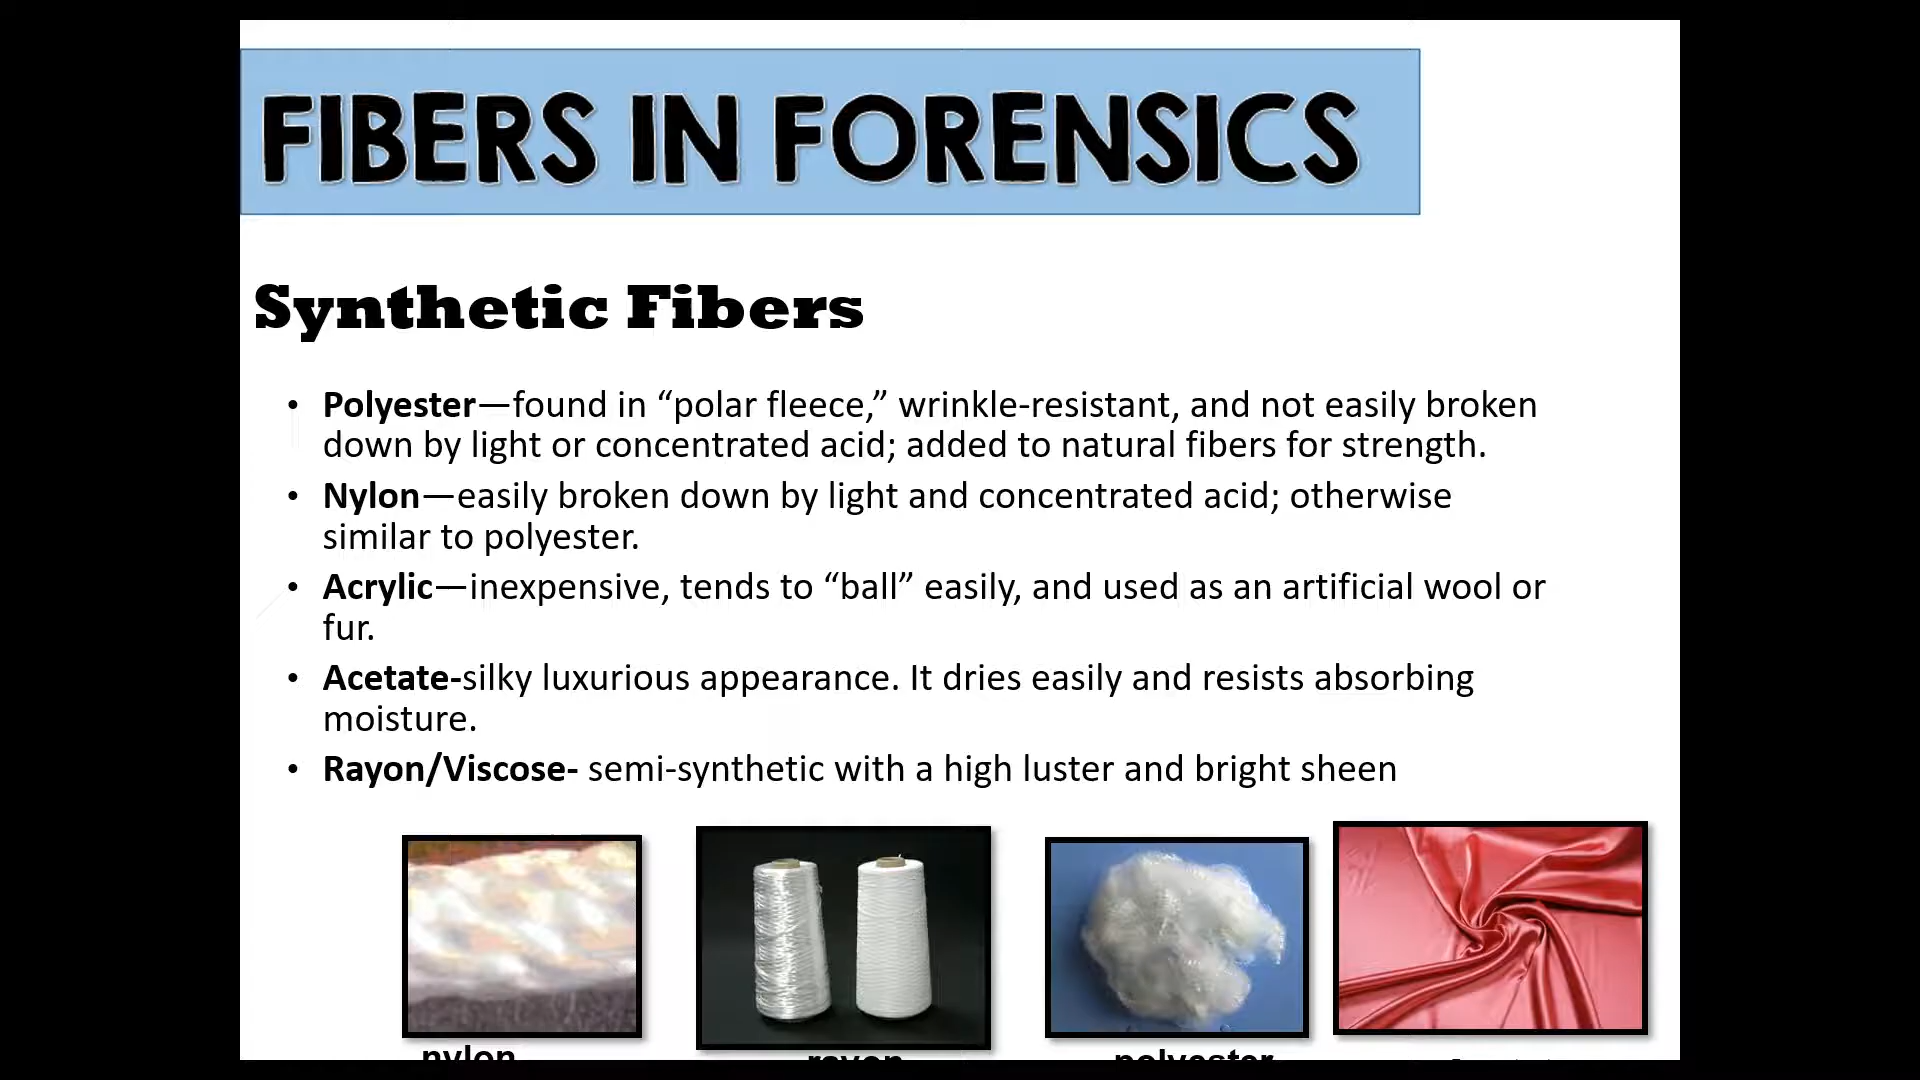 FIBERS IN FORENSICS
Synthetic Fibers
• Polyester—found in “polar fleece,” wrinkle-resistant, and not easily broken
down by light or concentrated acid; added to natural fibers for strength.
• Nylon—easily broken down by light and concentrated acid; otherwise
similar to polyester.
• Acrylic—inexpensive, tends to “ball” easily, and used as an artificial wool or
fur.
• Acetate-silky luxurious appearance. It dries easily and resists absorbing
moisture.
• Rayon/Viscose- semi-synthetic with a high luster and bright sheen
nylon rayon polyester